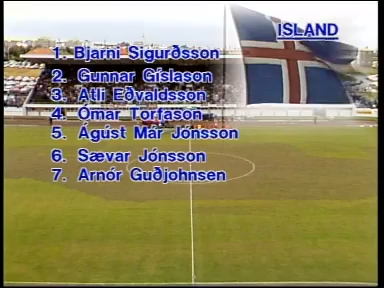 ISLAND
1. Bjarni Sigurðsson
2. Gunnar Gíslason
3. Atli Eðvaldsson
4. Ómar Torfason
5. Ágúst Már Jónsson
6. Sævar Jónsson
7. Arnór Guðjohnsen